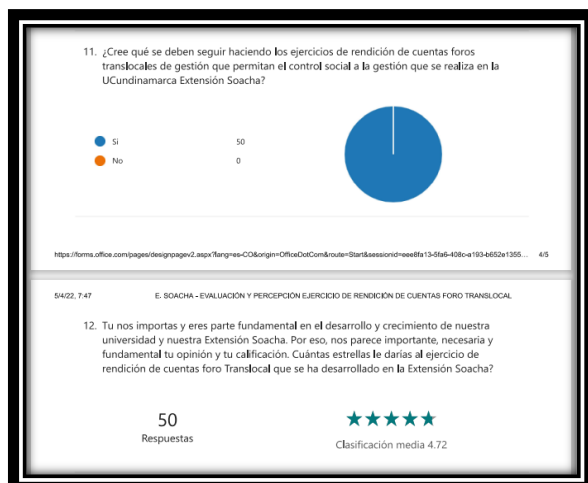 11. ¿Cree qué se deben seguir haciendo los ejercicios de rendición de cuentas foros
translocales de gestión que permitan el control social a la gestión que se realiza en la
UCundinamarca Extensión Soacha?
Si 50
No 0
https://forms.office.com/pages/designpagev2.aspx?lang=es-CO&origin=OfficeDotCom&route=Start&sessionid=eee8fa13-5fa6-408c-a193-b652e1355... 4/5
5/4/22, 7:47 E. SOACHA - EVALUACIÓN Y PERCEPCIÓN EJERCICIO DE RENDICIÓN DE CUENTAS FORO TRANSLOCAL
12. Tu nos importas y eres parte fundamental en el desarrollo y crecimiento de nuestra
universidad y nuestra Extensión Soacha. Por eso, nos parece importante, necesaria y
fundamental tu opinión y tu calificación. Cuántas estrellas le darias al ejercicio de
rendición de cuentas foro Translocal que se ha desarrollado en la Extensión Soacha?
50
Respuestas
Clasificación media 4.72